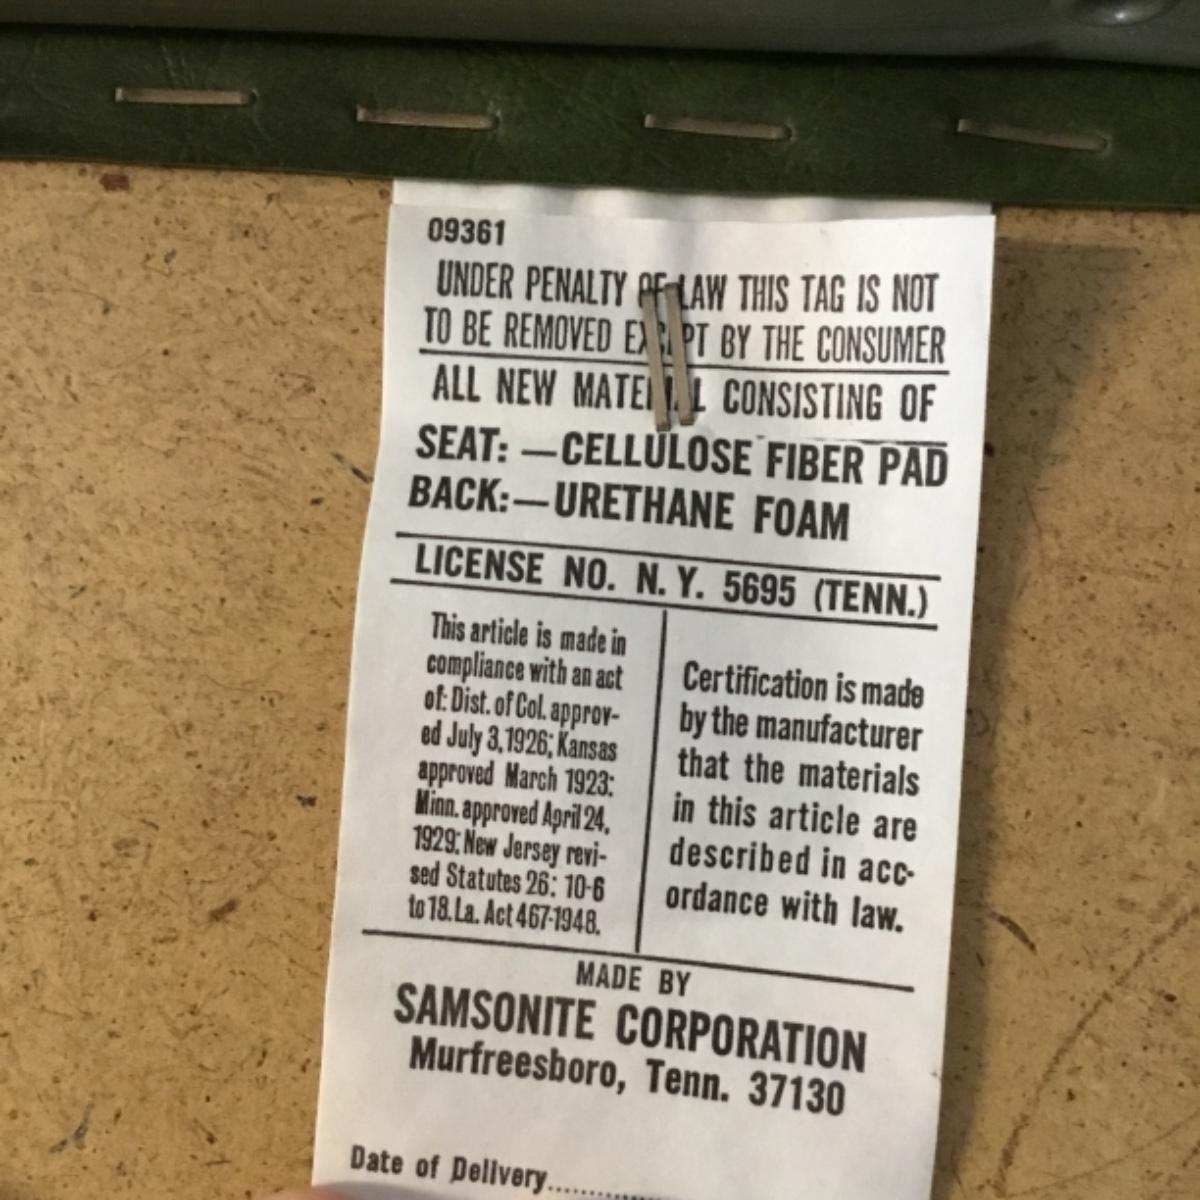 09361
UNDER PENALTY OF LAW THIS TAG IS NOT
TO BE REMOVED EXCEPT BY THE CONSUMER
ALL NEW MATERIAL CONSISTING OF
SEAT: —CELLULOSE FIBER PAD
BACK:—URETHANE FOAM
LICENSE NO. N. Y. 5695 (TENN.)
This article is made in
compliance with an act
of: Dist. of Col. approv-
ed July 3, 1926; Kansas
approved March 1923:
Minn. approved April 24,
1929: New Jersey revi-
sed Statutes 26: 10-6
to 18. La. Act 467-1948.
Certification is made
by the manufacturer
that the materials
in this article are
described in acc-
ordance with law.
MADE BY
SAMSONITE CORPORATION
Murfreesboro, Tenn. 37130
Date of Delivery..............